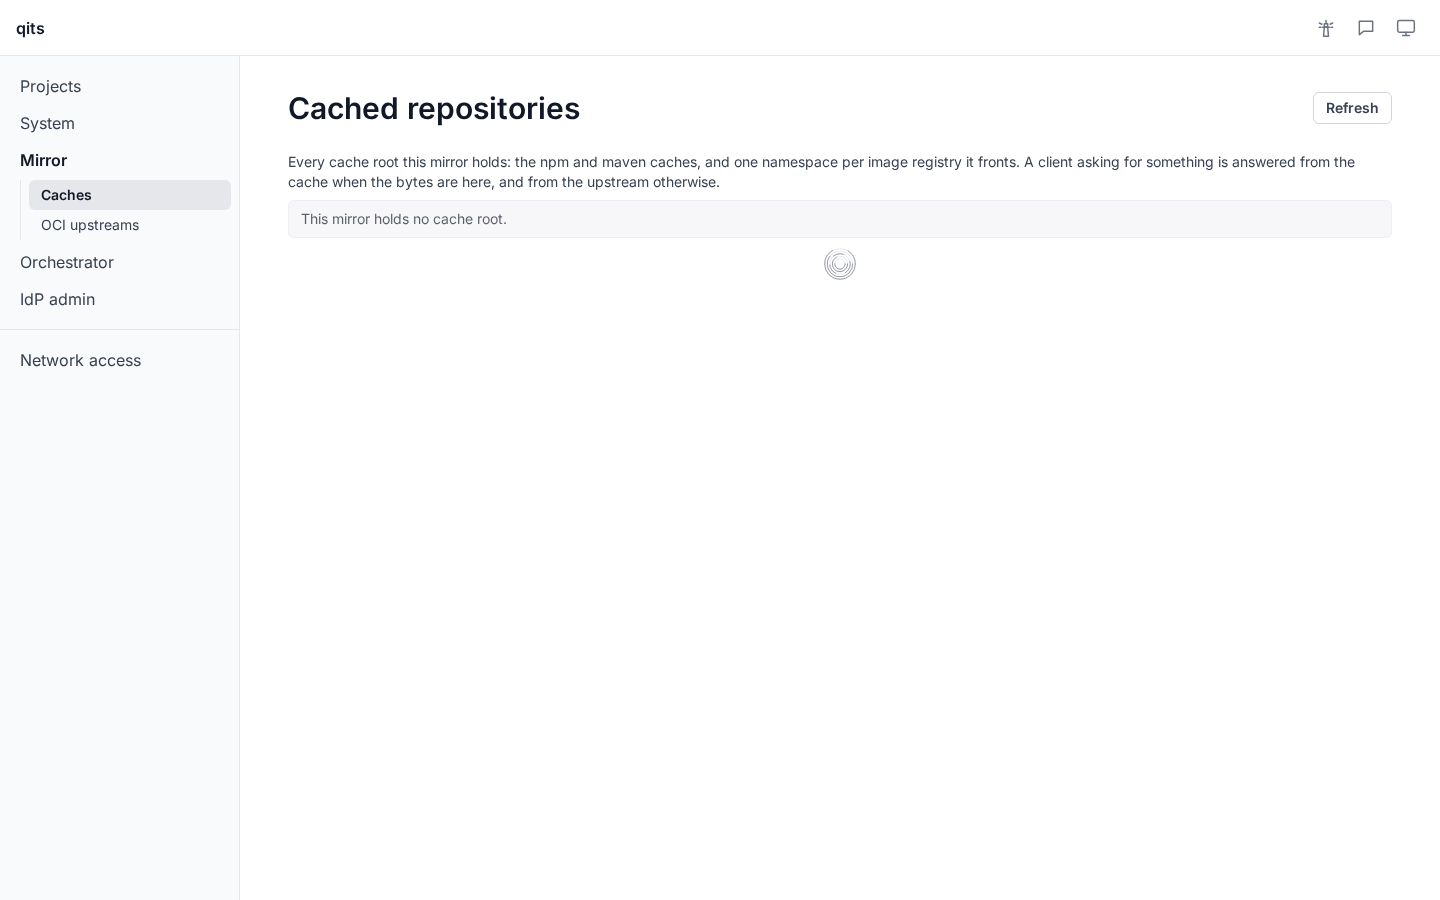 qits
Projects
System
Mirror
Caches
OCI upstreams
Orchestrator
IdP admin
Network access
Cached repositories
Refresh
Every cache root this mirror holds: the npm and maven caches, and one namespace per image registry it fronts. A client asking for something is answered from the
cache when the bytes are here, and from the upstream otherwise.
This mirror holds no cache root.